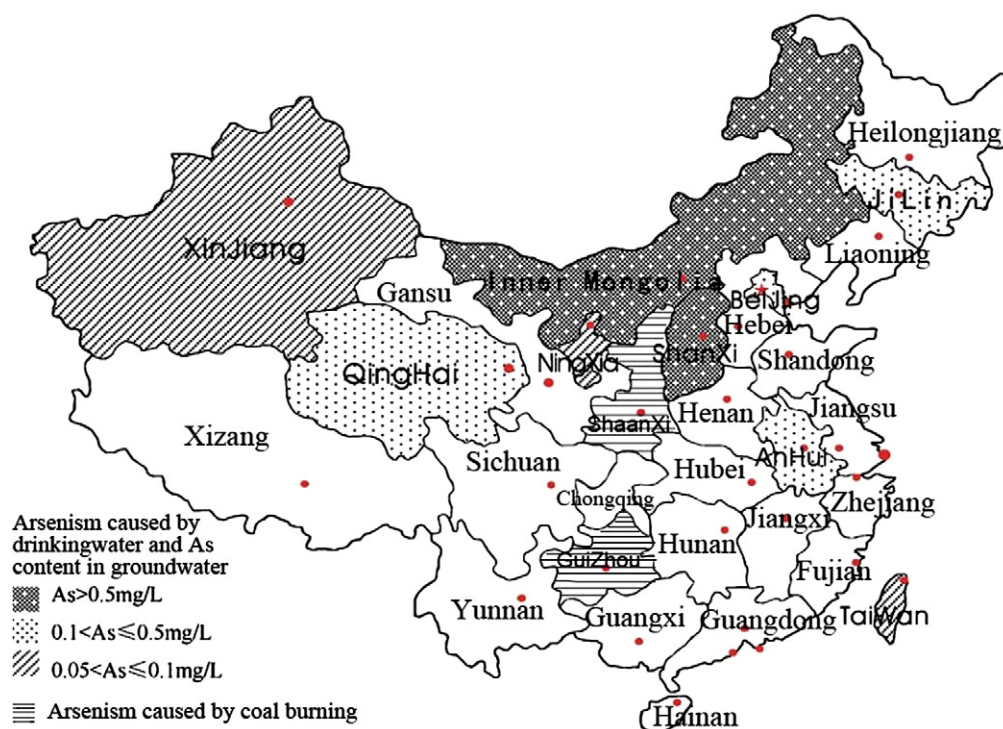 Heilongjiang
JiLin
Liaoning
XinJiang
Inner Mongolia
Gansu
BeiJing
Hebei
NingXia
ShanXi
Shandong
QingHai
Henan
Jiangsu
ShaanXi
Xizang
Sichuan
Hubei
AnHui
Chongqing
Zhejiang
Jiangxi
Hunan
GuiZhou
Fujian
Yunnan
Guangxi
Guangdong
TaiWan
Hainan
Arsenism caused by
drinkingwater and As
content in groundwater
As>0.5mg/L
0.1<As≤0.5mg/L
0.05<As≤0.1mg/L
Arsenism caused by coal burning